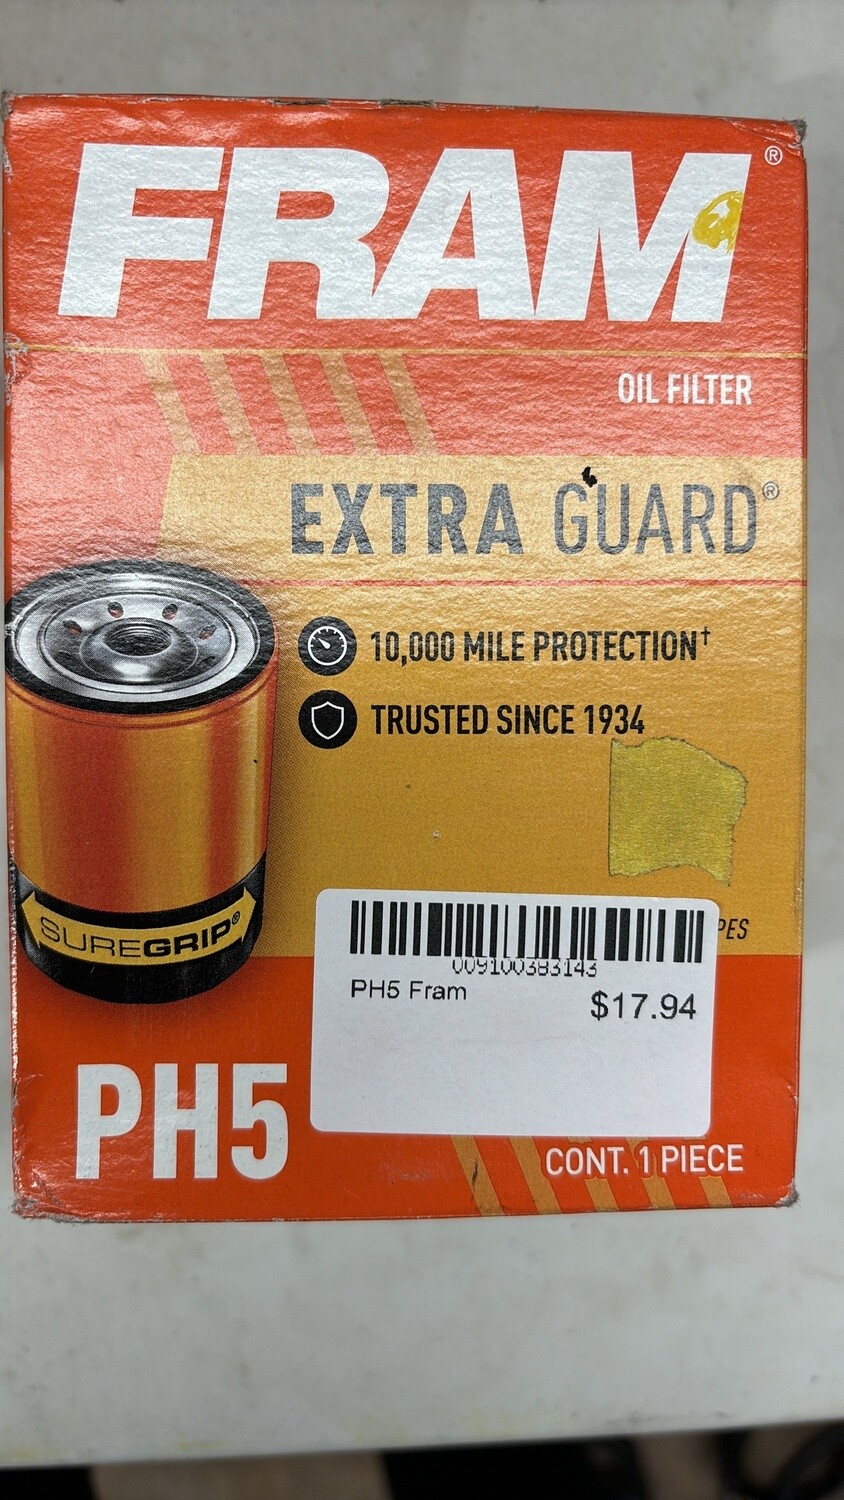 FRAM®
OIL FILTER
EXTRA GUARD®
10,000 MILE PROTECTION†
TRUSTED SINCE 1934
SUREGRIP®
009100383143
PH5 Fram
$17.94
PH5
CONT. 1 PIECE